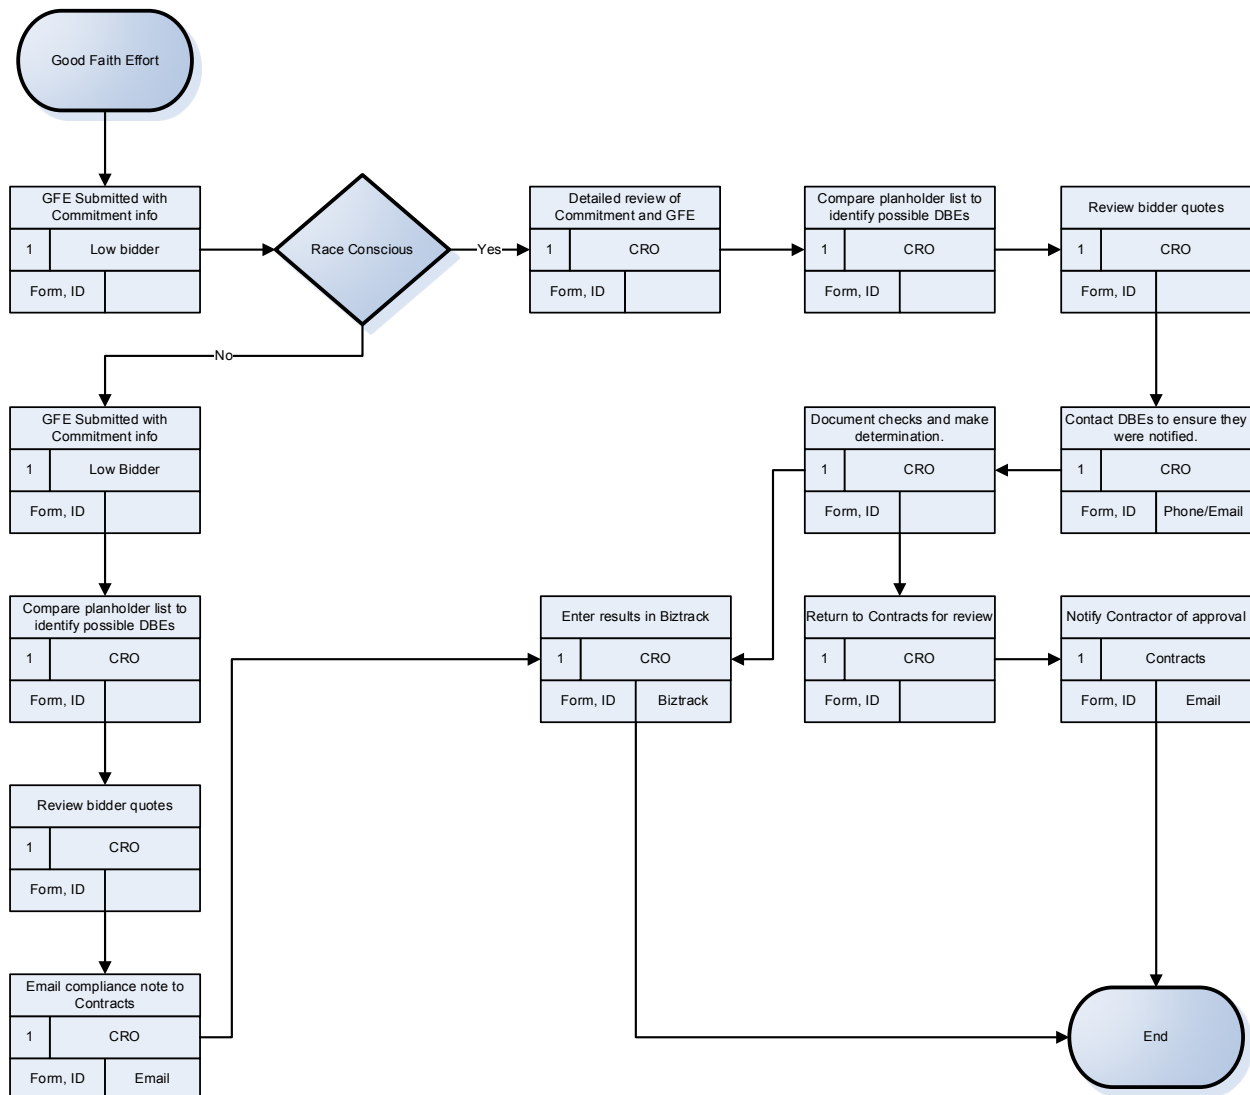 Good Faith Effort
GFE Submitted with
Commitment info
1
Low bidder
Form, ID
Race Conscious
Yes
Detailed review of
Commitment and GFE
1
CRO
Form, ID
Compare planholder list to
identify possible DBEs
1
CRO
Form, ID
Review bidder quotes
1
CRO
Form, ID
No
GFE Submitted with
Commitment info
1
Low Bidder
Form, ID
Document checks and make
determination.
1
CRO
Form, ID
Contact DBEs to ensure they
were notified.
1
CRO
Form, ID
Phone/Email
Compare planholder list to
identify possible DBEs
1
CRO
Form, ID
Enter results in Biztrack
1
CRO
Form, ID
Biztrack
Return to Contracts for review
1
CRO
Form, ID
Notify Contractor of approval
1
Contracts
Form, ID
Email
Review bidder quotes
1
CRO
Form, ID
Email compliance note to
Contracts
1
CRO
Form, ID
Email
End